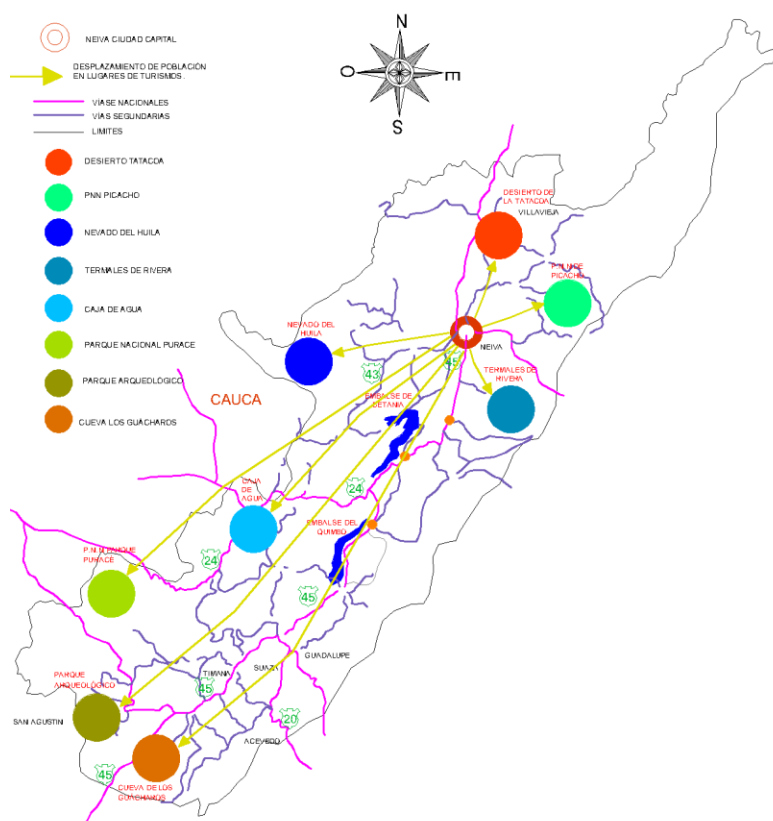 NEIVA CIUDAD CAPITAL
DESPLAZAMIENTO DE POBLACIÓN
EN LUGARES DE TURISMOS .
VÍASE NACIONALES
VÍAS SEGUNDARIAS
LIMITES
DESIERTO TATACOA
PNN PICACHO
NEVADO DEL HUILA
TERMALES DE RIVERA
CAJA DE AGUA
PARQUE NACIONAL PURACE
PARQUE ARQUEOLÓGICO
CUEVA LOS GUACHAROS
N
O
E
S
DESIERTO DE
LA TATACOA
VILLAVIEJA
P.N.N DE
PICACHO
NEVADO DEL
HUILA
NEIVA
43
45
TERMALES DE
RIVERA
CAUCA
EMBALSE DE
BETANIA
CAJA
DE
AGUA
24
EMBALSE DEL
QUIMBO
P.N.N PARQUE
PURACE
24
45
GUADALUPE
SUAZA
TIMANA
PARQUE
ARQUEOLÓGICO
45
SAN AGUSTIN
20
ACEVEDO
45
CUEVA DE LOS
GUACHAROS